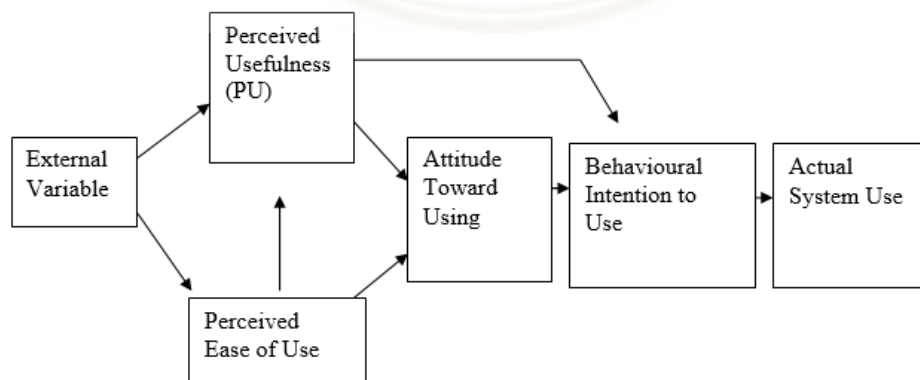 Perceived
Usefulness
(PU)
External
Variable
Attitude
Toward
Using
Behavioural
Intention to
Use
Actual
System Use
Perceived
Ease of Use